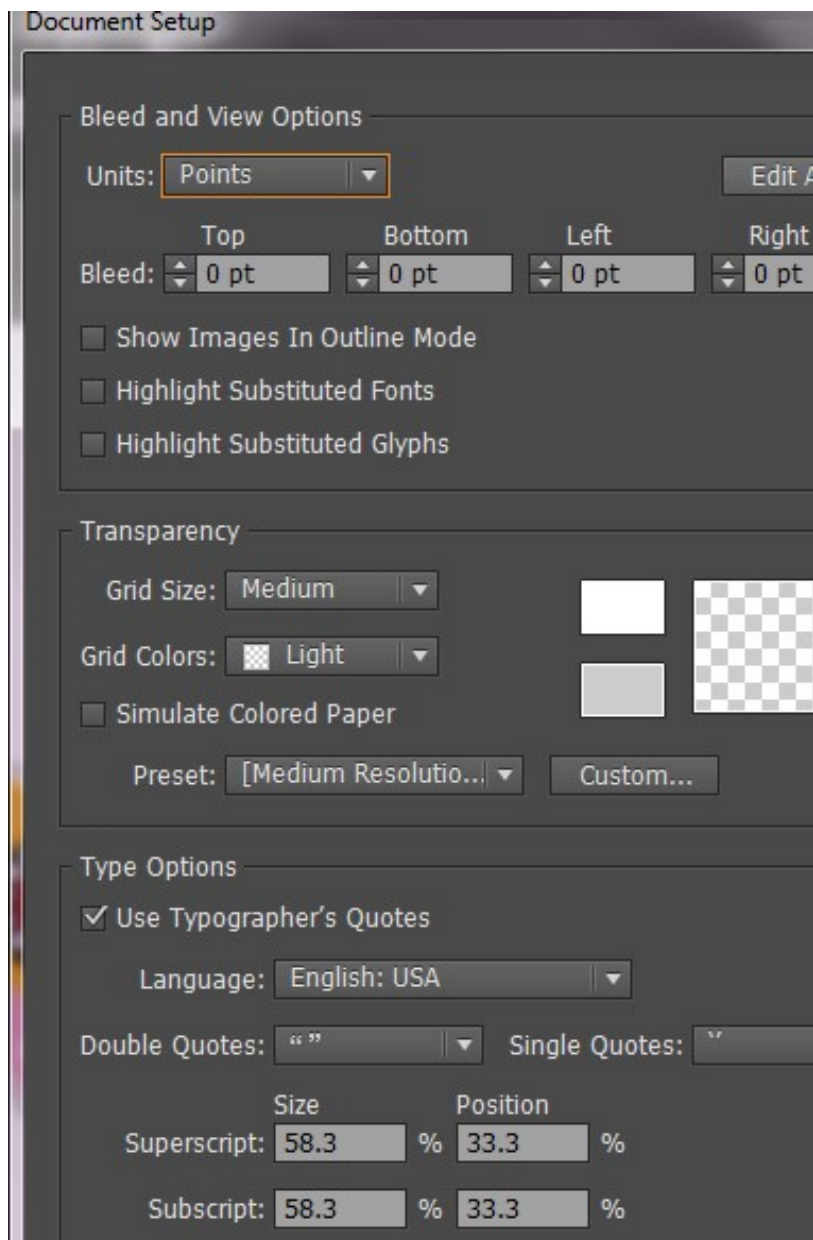 Document Setup
Bleed and View Options
Units: Points Edit A
Top Bottom Left Right
Bleed: 0 pt 0 pt 0 pt 0 pt
Show Images In Outline Mode
Highlight Substituted Fonts
Highlight Substituted Glyphs
Transparency
Grid Size: Medium
Grid Colors: Light
Simulate Colored Paper
Preset: [Medium Resolutio... Custom...
Type Options
Use Typographer's Quotes
Language: English: USA
Double Quotes: “ ” Single Quotes: ‘’
Size Position
Superscript: 58.3 % 33.3 %
Subscript: 58.3 % 33.3 %